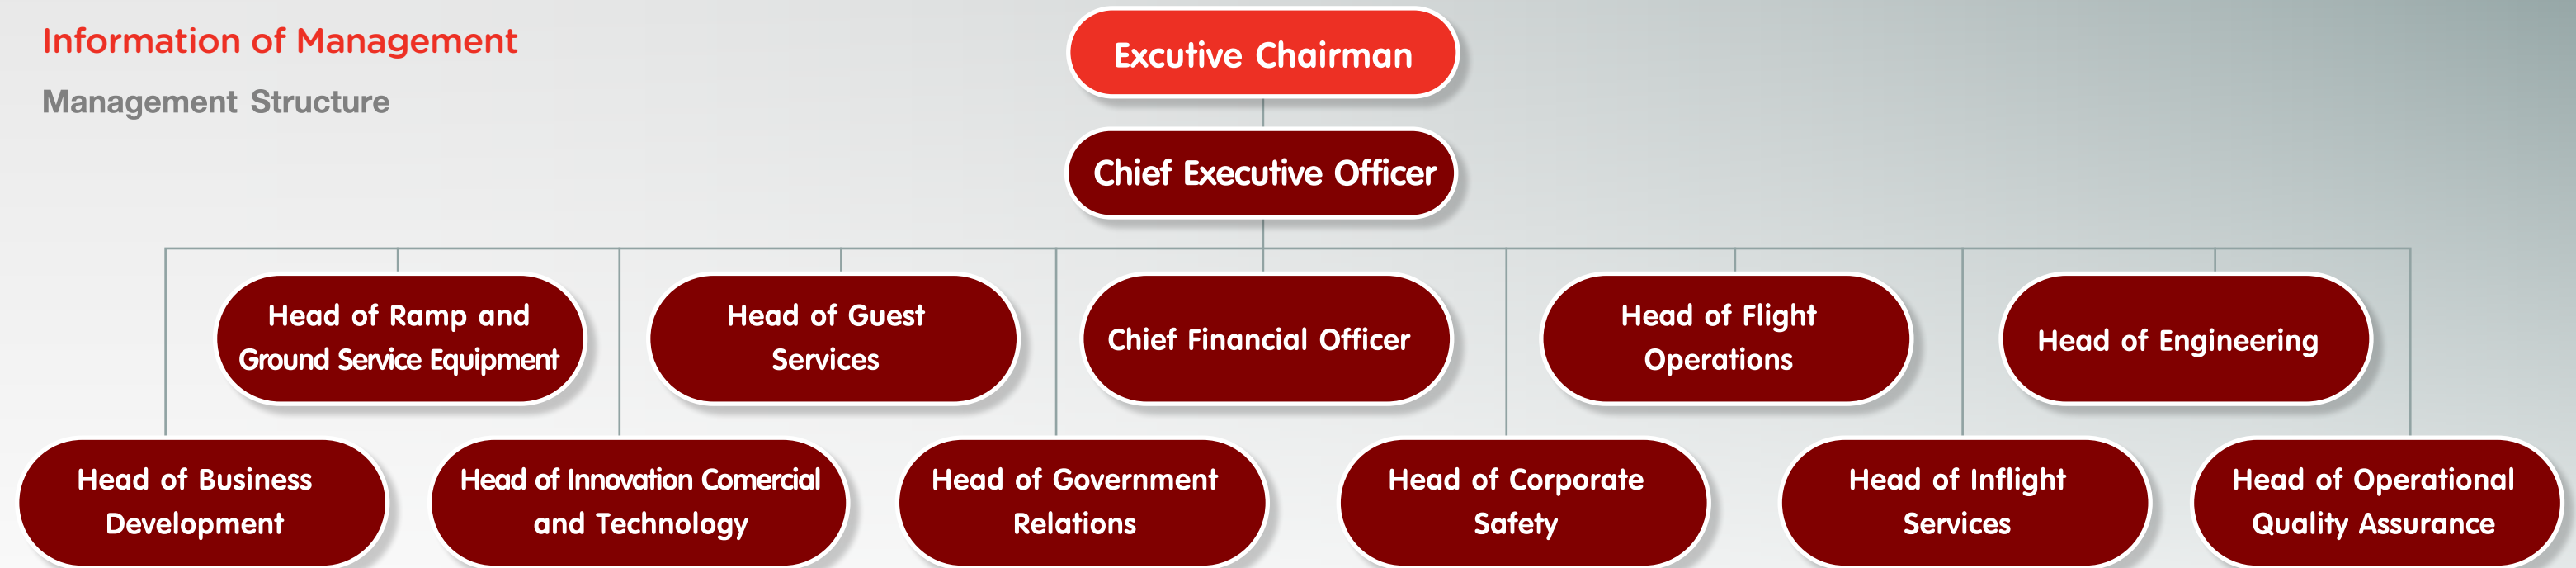 Information of Management
Management Structure
Excutive Chairman
Chief Executive Officer
Head of Ramp and
Ground Service Equipment
Head of Guest
Services
Chief Financial Officer
Head of Flight
Operations
Head of Engineering
Head of Business
Development
Head of Innovation Comercial
and Technology
Head of Government
Relations
Head of Corporate
Safety
Head of Inflight
Services
Head of Operational
Quality Assurance